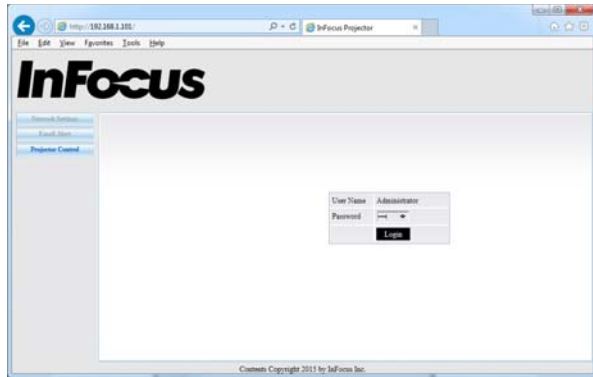 http://192.168.1.101/
InFocus Projector
File Edit View Favorites Tools Help
InFocus
Network Settings
Email Alert
Projector Control
User Name Administrator
Password
Login
Contents Copyright 2015 by InFocus Inc.